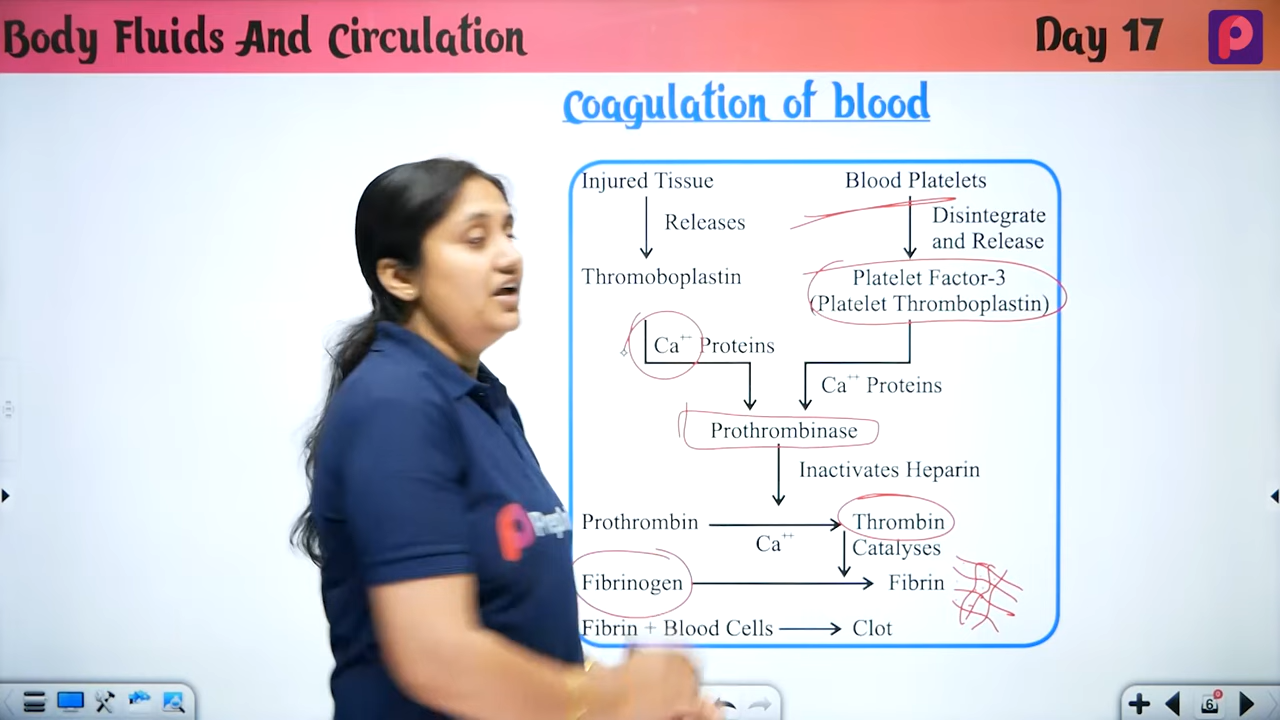 Body Fluids And Circulation
Day 17
Coagulation of blood
Injured Tissue
Blood Platelets
Releases
Disintegrate
and Release
Thromoboplastin
Platelet Factor-3
(Platelet Thromboplastin)
Ca⁺⁺ Proteins
Ca⁺⁺ Proteins
Prothrombinase
Inactivates Heparin
Prothrombin
Thrombin
Ca⁺⁺
Catalyses
Fibrinogen
Fibrin
Fibrin + Blood Cells
Clot
6